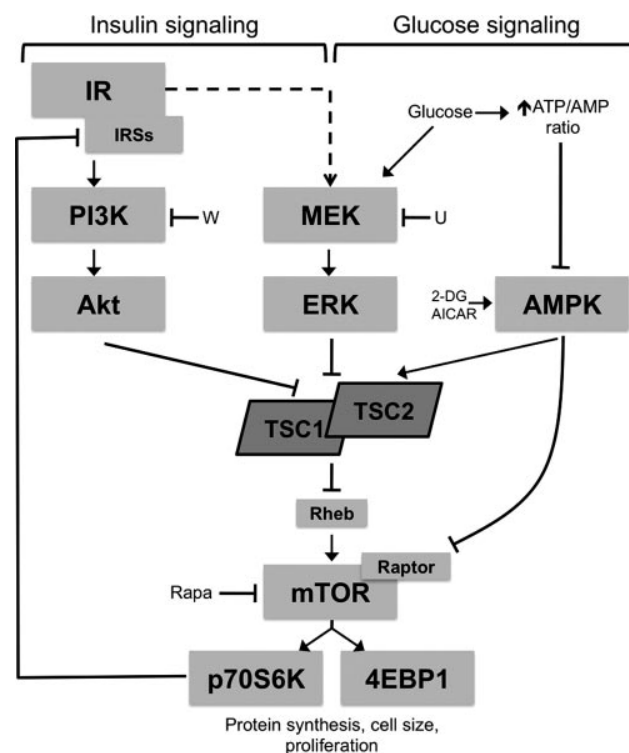 Insulin signaling
Glucose signaling
IR
IRSs
Glucose
ATP/AMP
ratio
PI3K
W
MEK
U
Akt
ERK
2-DG
AICAR
AMPK
TSC1
TSC2
Rheb
Raptor
Rapa
mTOR
p70S6K
4EBP1
Protein synthesis, cell size,
proliferation